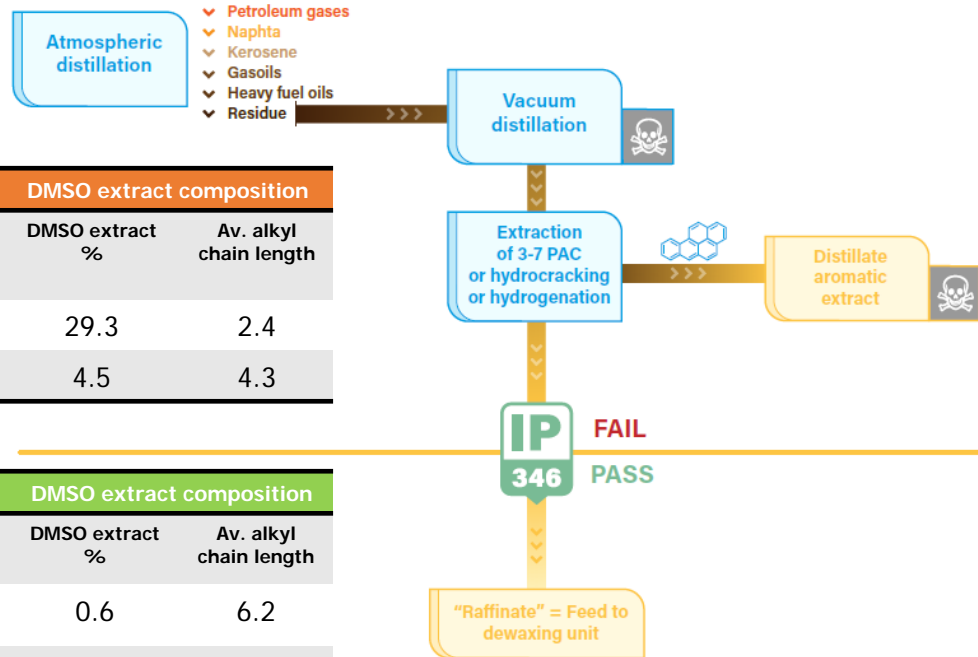 Petroleum gases
Naphta
Kerosene
Gasoils
Heavy fuel oils
Residue
Atmospheric
distillation
Vacuum
distillation
DMSO extract composition
DMSO extract
%
Av. alkyl
chain length
29.3 2.4
4.5 4.3
Extraction
of 3-7 PAC
or hydrocracking
or hydrogenation
Distillate
aromatic
extract
IP
346
FAIL
PASS
DMSO extract composition
DMSO extract
%
Av. alkyl
chain length
0.6 6.2
"Raffinate" = Feed to
dewaxing unit